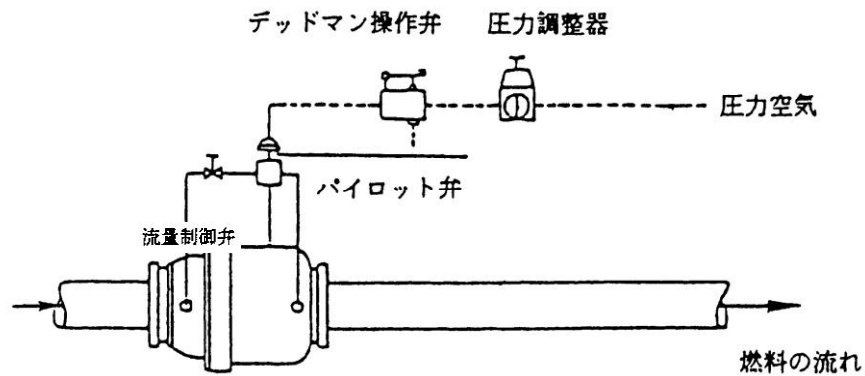 デッドマン操作弁
圧力調整器
圧力空気
パイロット弁
流量制御弁
燃料の流れ